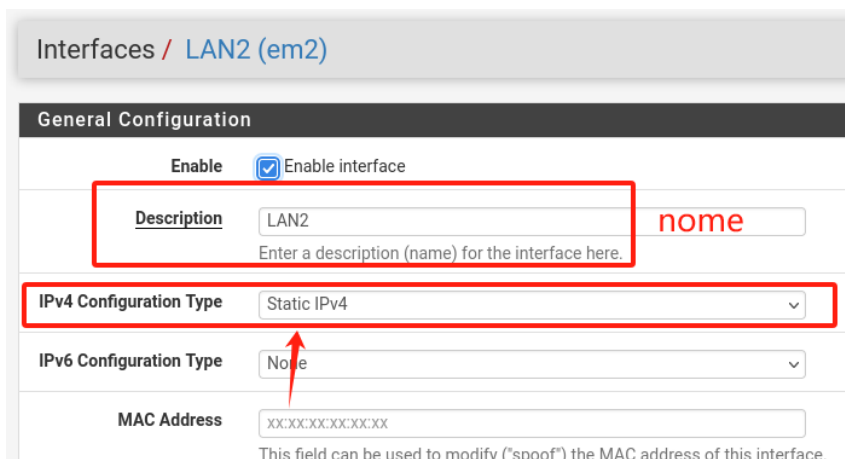 Interfaces / LAN2 (em2)
General Configuration
Enable Enable interface
Description LAN2 nome
Enter a description (name) for the interface here.
IPv4 Configuration Type Static IPv4
IPv6 Configuration Type None
MAC Address xx:xx:xx:xx:xx:xx
This field can be used to modify ("spoof") the MAC address of this interface.